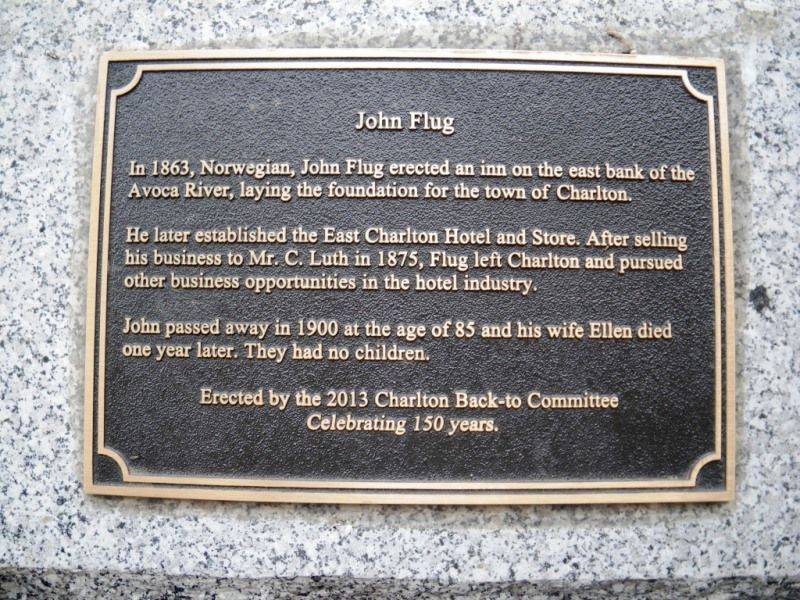 John Flug
In 1863, Norwegian, John Flug erected an inn on the east bank of the
Avoca River, laying the foundation for the town of Charlton.
He later established the East Charlton Hotel and Store. After selling
his business to Mr. C. Luth in 1875, Flug left Charlton and pursued
other business opportunities in the hotel industry.
John passed away in 1900 at the age of 85 and his wife Ellen died
one year later. They had no children.
Erected by the 2013 Charlton Back-to Committee
Celebrating 150 years.